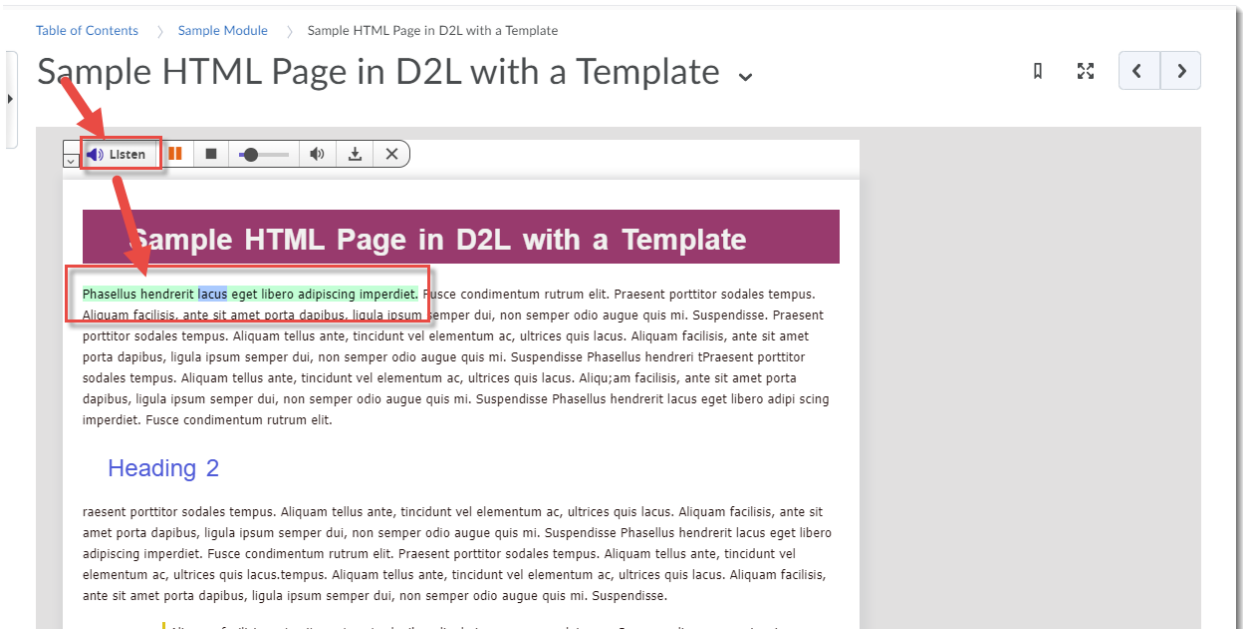 Table of Contents > Sample Module > Sample HTML Page in D2L with a Template
Sample HTML Page in D2L with a Template
Listen
Sample HTML Page in D2L with a Template
Phasellus hendrerit lacus eget libero adipiscing imperdiet. Fusce condimentum rutrum elit. Praesent porttitor sodales tempus.
Aliquam facilisis, ante sit amet porta dapibus, ligula ipsum semper dui, non semper odio augue quis mi. Suspendisse. Praesent
porttitor sodales tempus. Aliquam tellus ante, tincidunt vel elementum ac, ultrices quis lacus. Aliquam facilisis, ante sit amet
porta dapibus, ligula ipsum semper dui, non semper odio augue quis mi. Suspendisse Phasellus hendreri tPraesent porttitor
sodales tempus. Aliquam tellus ante, tincidunt vel elementum ac, ultrices quis lacus. Aliqu;am facilisis, ante sit amet porta
dapibus, ligula ipsum semper dui, non semper odio augue quis mi. Suspendisse Phasellus hendrerit lacus eget libero adipi scing
imperdiet. Fusce condimentum rutrum elit.
Heading 2
raesent porttitor sodales tempus. Aliquam tellus ante, tincidunt vel elementum ac, ultrices quis lacus. Aliquam facilisis, ante sit
amet porta dapibus, ligula ipsum semper dui, non semper odio augue quis mi. Suspendisse Phasellus hendrerit lacus eget libero
adipiscing imperdiet. Fusce condimentum rutrum elit. Praesent porttitor sodales tempus. Aliquam tellus ante, tincidunt vel
elementum ac, ultrices quis lacus.tempus. Aliquam tellus ante, tincidunt vel elementum ac, ultrices quis lacus. Aliquam facilisis,
ante sit amet porta dapibus, ligula ipsum semper dui, non semper odio augue quis mi. Suspendisse.